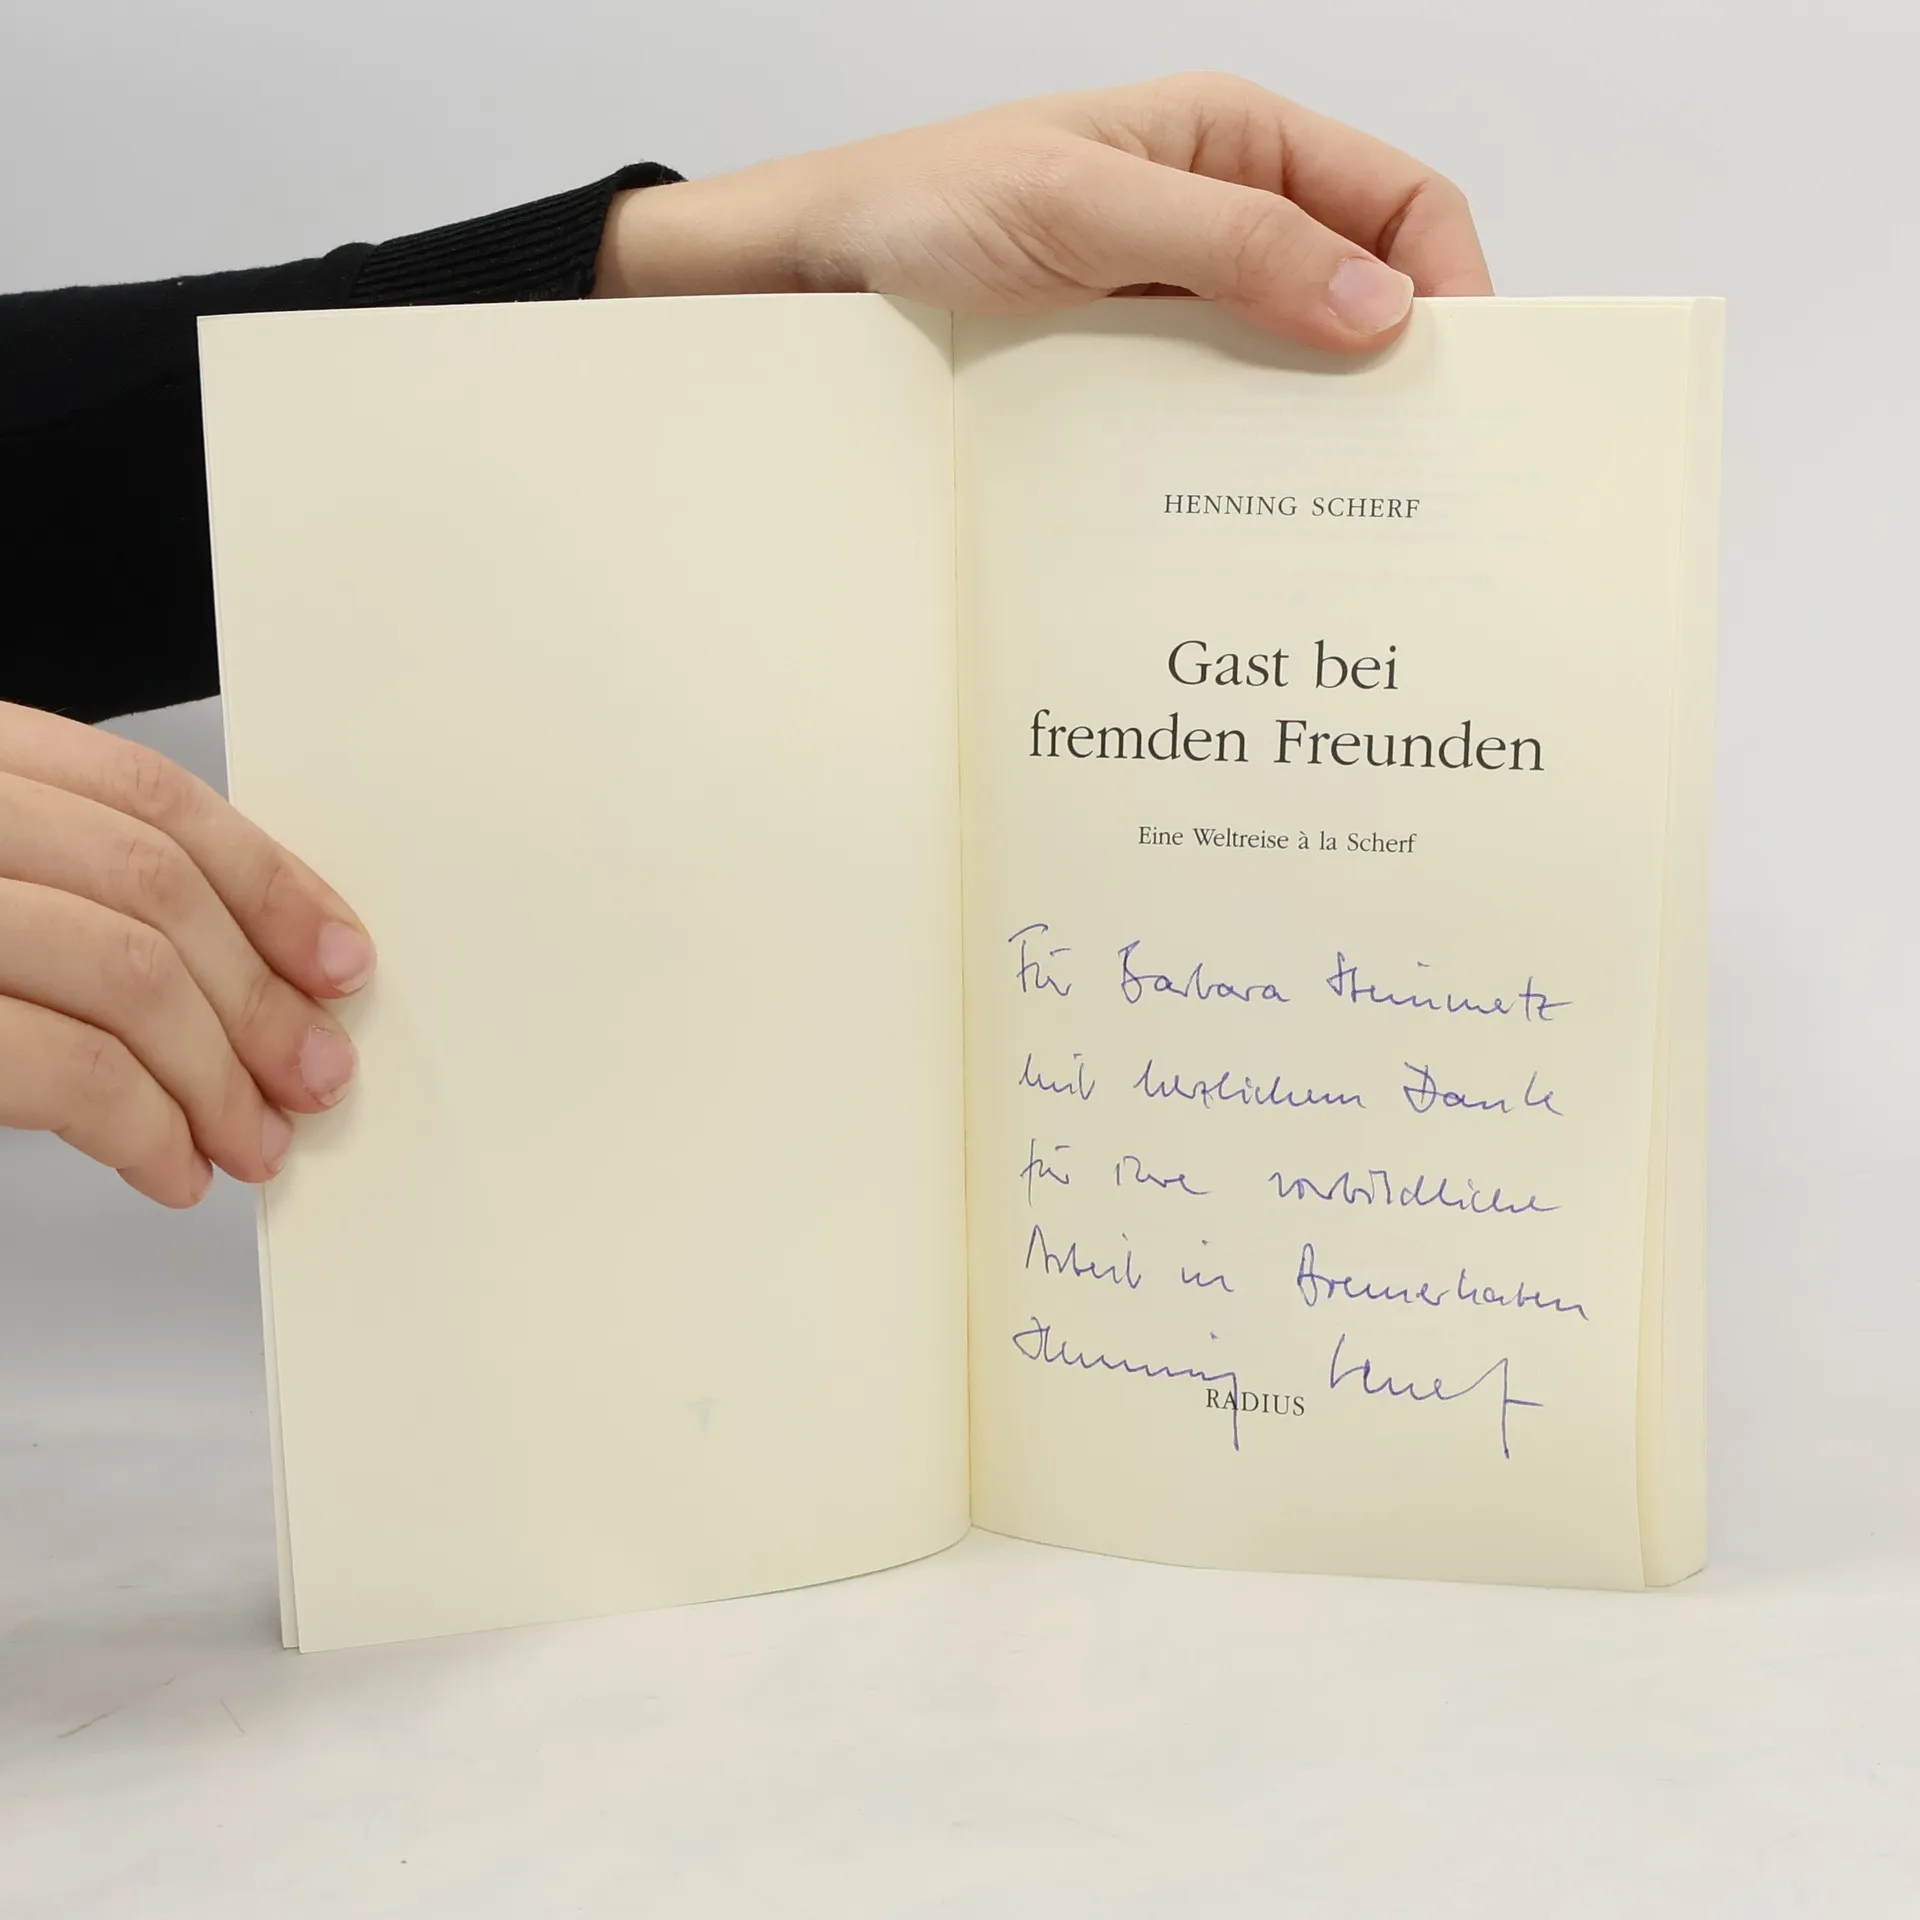 HENNING SCHERF
Gast bei
fremden Freunden
Eine Weltreise à la Scherf
Für Barbara Steinmetz
mit herzlichem Dank
für Ihre vorbildliche
Arbeit in Bremerhaven
Henning Scherf
RADIUS